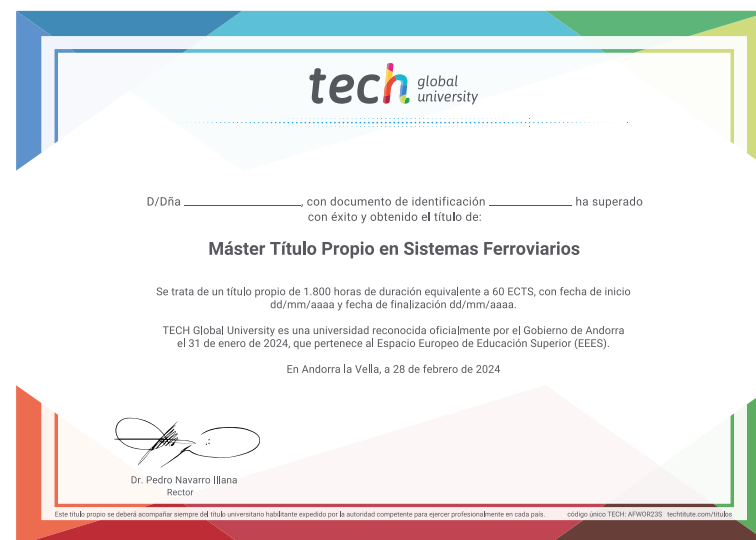 tech global university
D/Dña ____________, con documento de identificación ____________ ha superado
con éxito y obtenido el título de:
Máster Título Propio en Sistemas Ferroviarios
Se trata de un título propio de 1.800 horas de duración equivalente a 60 ECTS, con fecha de inicio
dd/mm/aaaa y fecha de finalización dd/mm/aaaa.
TECH Global University es una universidad reconocida oficialmente por el Gobierno de Andorra
el 31 de enero de 2024, que pertenece al Espacio Europeo de Educación Superior (EEES).
En Andorra la Vella, a 28 de febrero de 2024
Dr. Pedro Navarro Illana
Rector
Este título propio se deberá acompañar siempre del título universitario habilitante expedido por la autoridad competente para ejercer profesionalmente en cada país. código único TECH: AFWOR23S techtitute.com/titulos